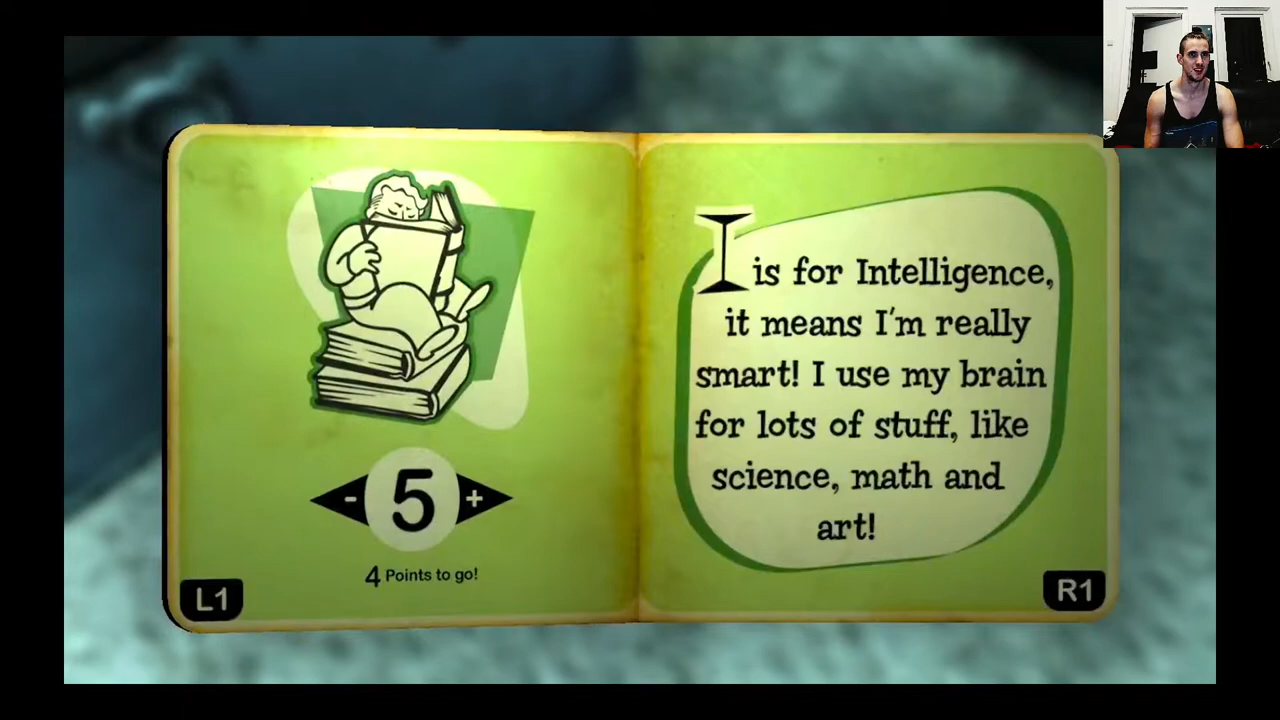 I is for Intelligence,
it means I'm really
smart! I use my brain
for lots of stuff, like
science, math and
art!
- 5 +
4 Points to go!
L1
R1